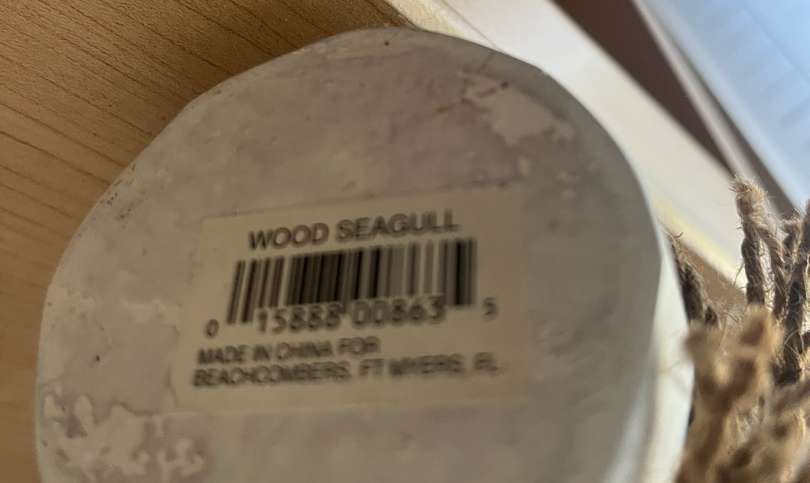 WOOD SEAGULL
0 15888 00863 5
MADE IN CHINA FOR
BEACHCOMBERS, FT MYERS, FL.